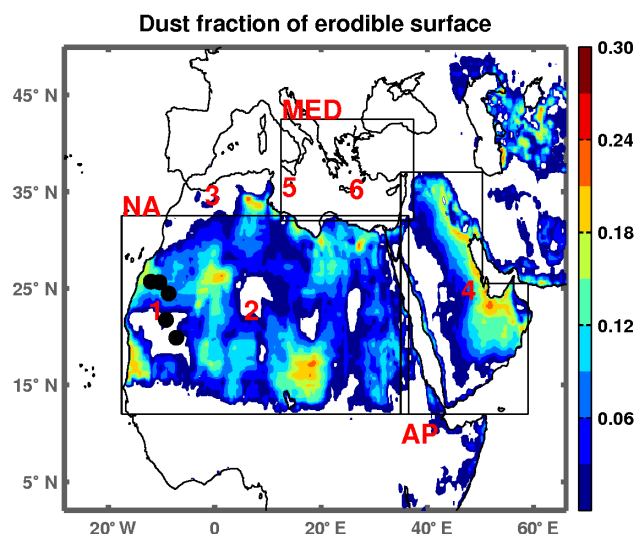 Dust fraction of erodible surface
0.30
45° N
MED
0.24
35° N
3
5
6
NA
0.18
25° N
4
1
2
0.12
15° N
0.06
AP
5° N
20° W
0
20° E
40° E
60° E